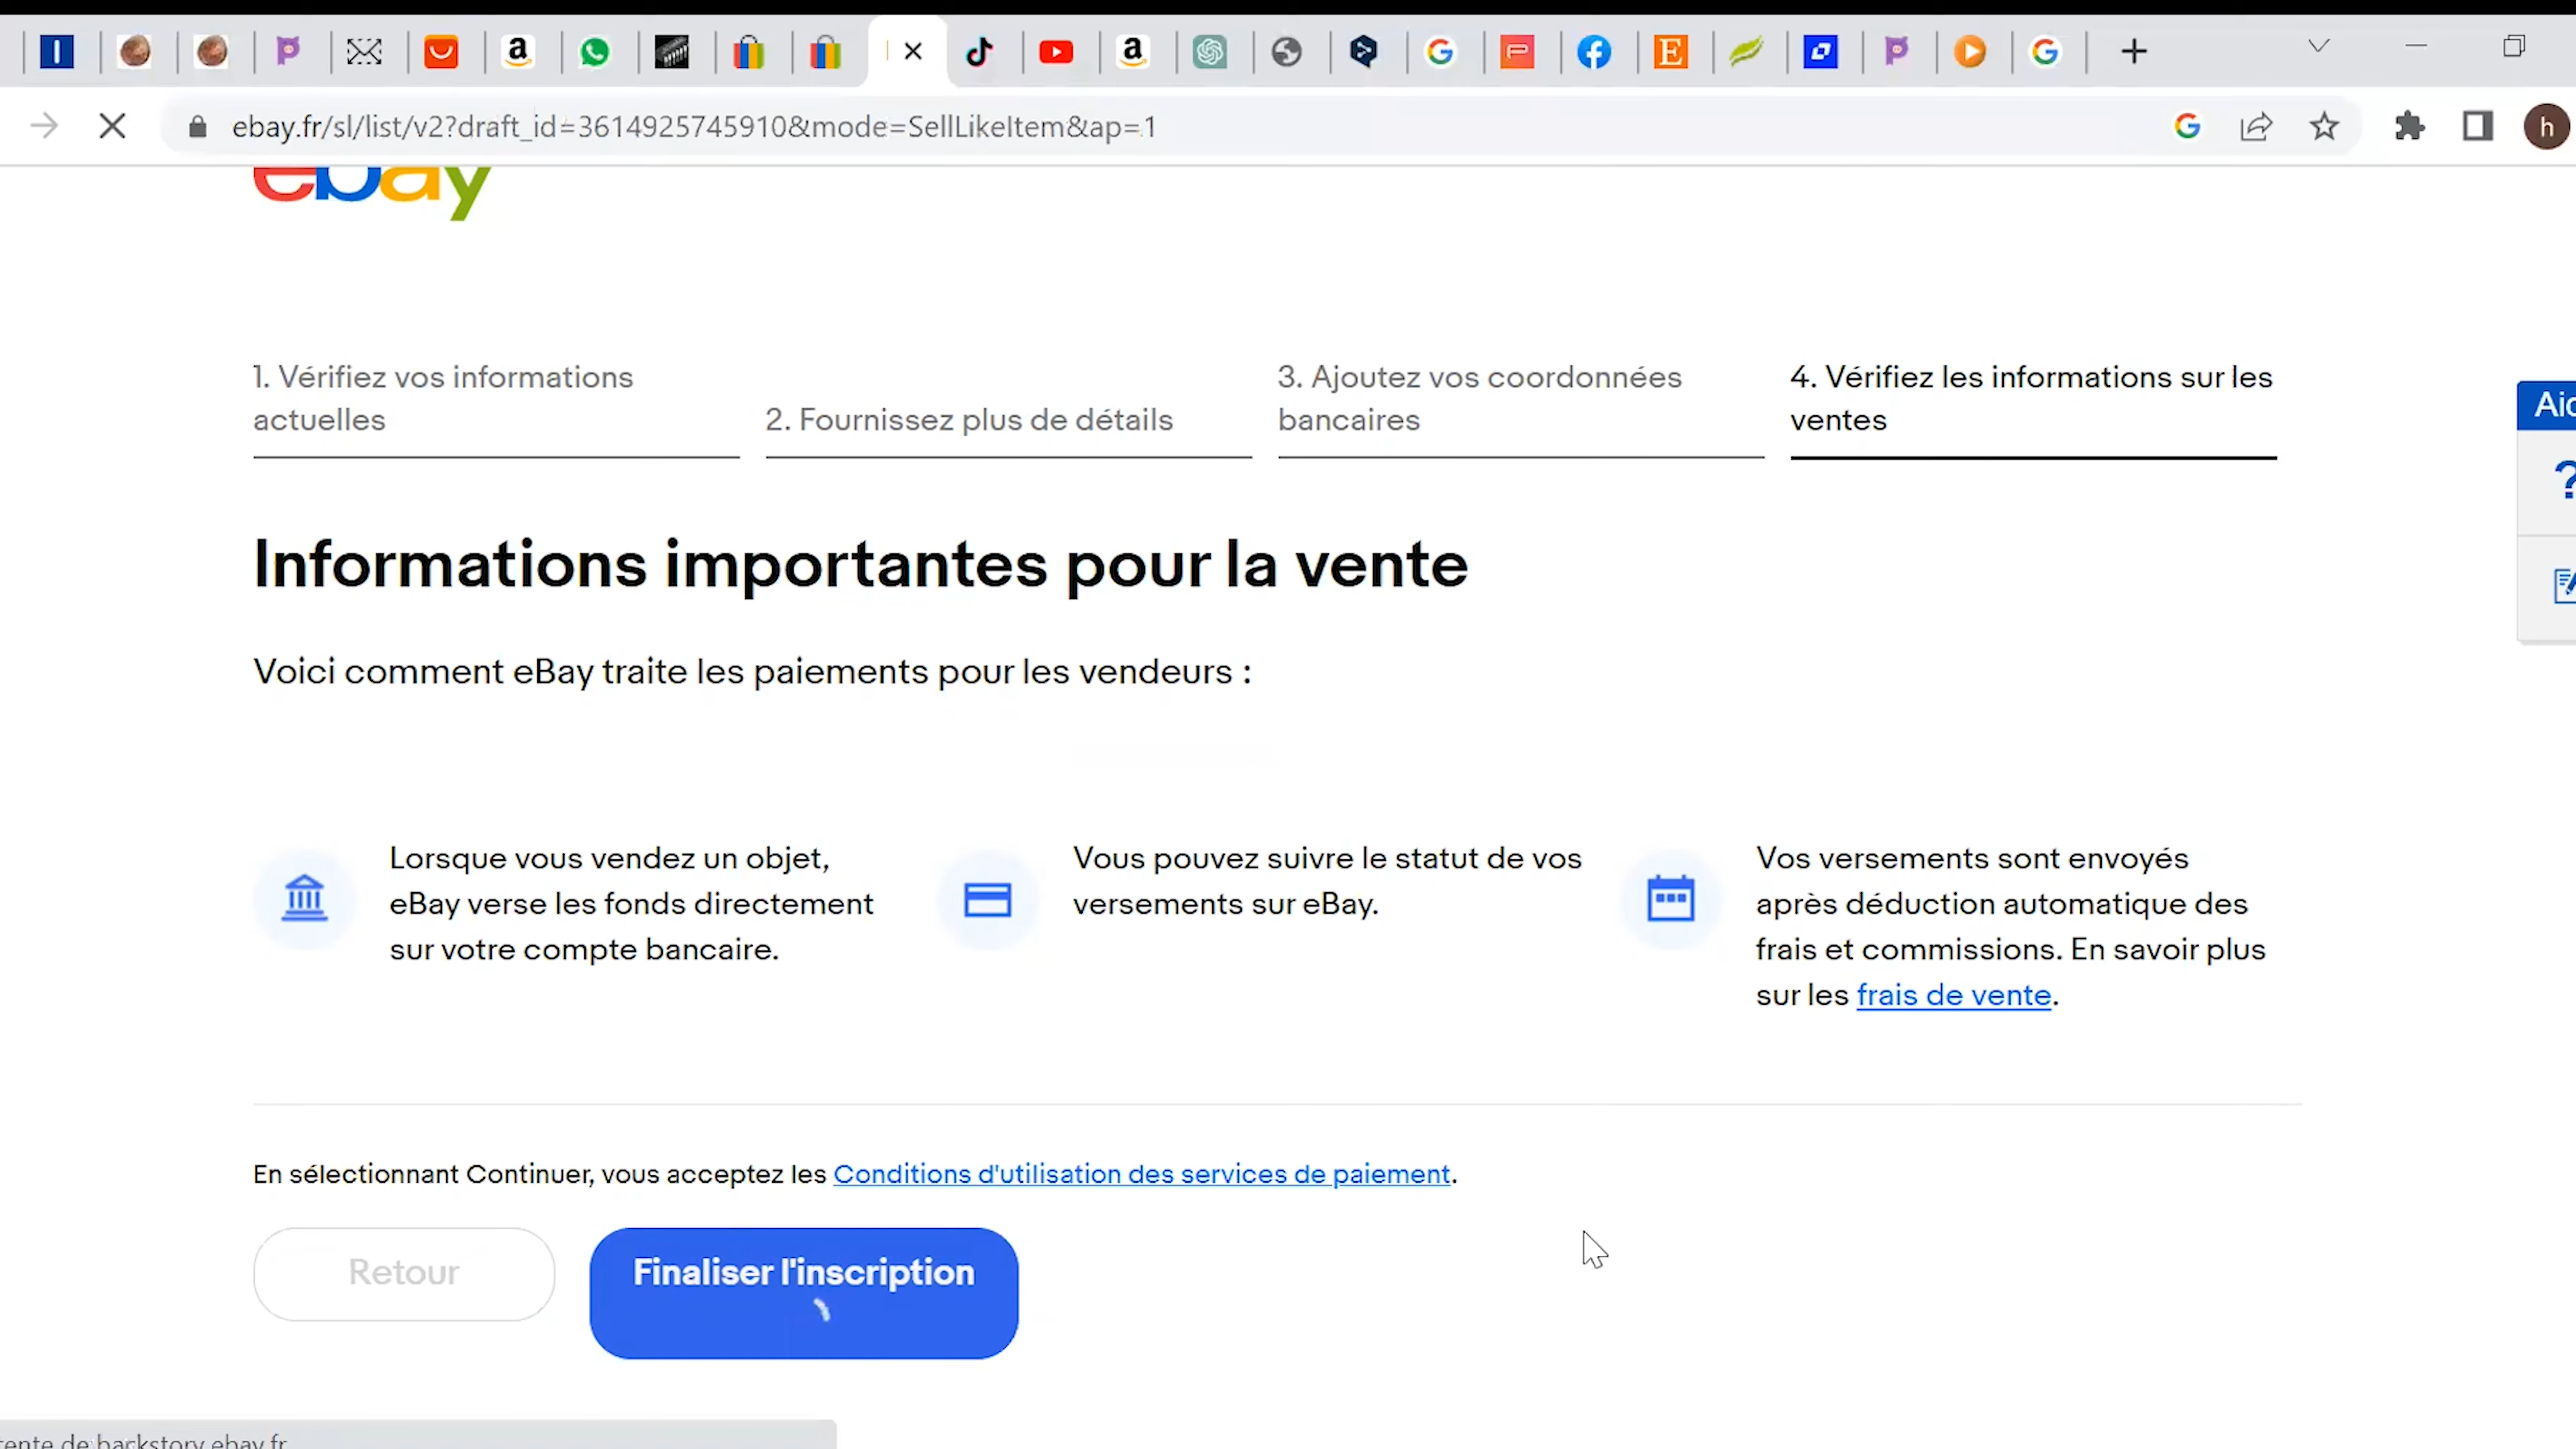 ebay.fr/sl/list/v2?draft_id=3614925745910&mode=SellLikeItem&ap=1
h
ebay
1. Vérifiez vos informations
actuelles
2. Fournissez plus de détails
3. Ajoutez vos coordonnées
bancaires
4. Vérifiez les informations sur les
ventes
?
Informations importantes pour la vente
Voici comment eBay traite les paiements pour les vendeurs :
Lorsque vous vendez un objet,
eBay verse les fonds directement
sur votre compte bancaire.
Vous pouvez suivre le statut de vos
versements sur eBay.
Vos versements sont envoyés
après déduction automatique des
frais et commissions. En savoir plus
sur les frais de vente.
En sélectionnant Continuer, vous acceptez les Conditions d'utilisation des services de paiement.
Retour
Finaliser l'inscription
de backstory.ebay.fr